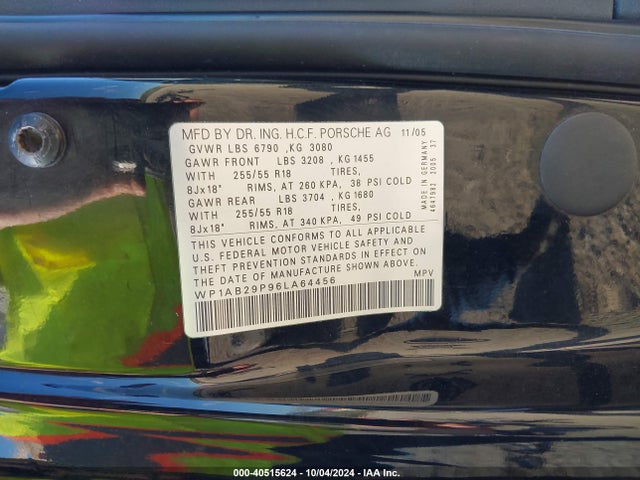 MFD BY DR. ING. H.C.F. PORSCHE AG 11/05
GVWR LBS 6790 ,KG 3080
GAWR FRONT LBS 3208 , KG 1455
WITH 255/55 R18 TIRES,
8Jx18" RIMS, AT 260 KPA, 38 PSI COLD
GAWR REAR LBS 3704 , KG 1680
WITH 255/55 R18 TIRES,
8Jx18" RIMS, AT 340 KPA, 49 PSI COLD
THIS VEHICLE CONFORMS TO ALL APPLICABLE
U.S. FEDERAL MOTOR VEHICLE SAFETY AND
THEFT PREVENTION STANDARDS IN EFFECT ON
THE DATE OF MANUFACTURE SHOWN ABOVE.
WP1AB29P96LA64456 MPV
MADE IN GERMANY
4647982 2005 37
000-40515624 - 10/04/2024 - IAA Inc.